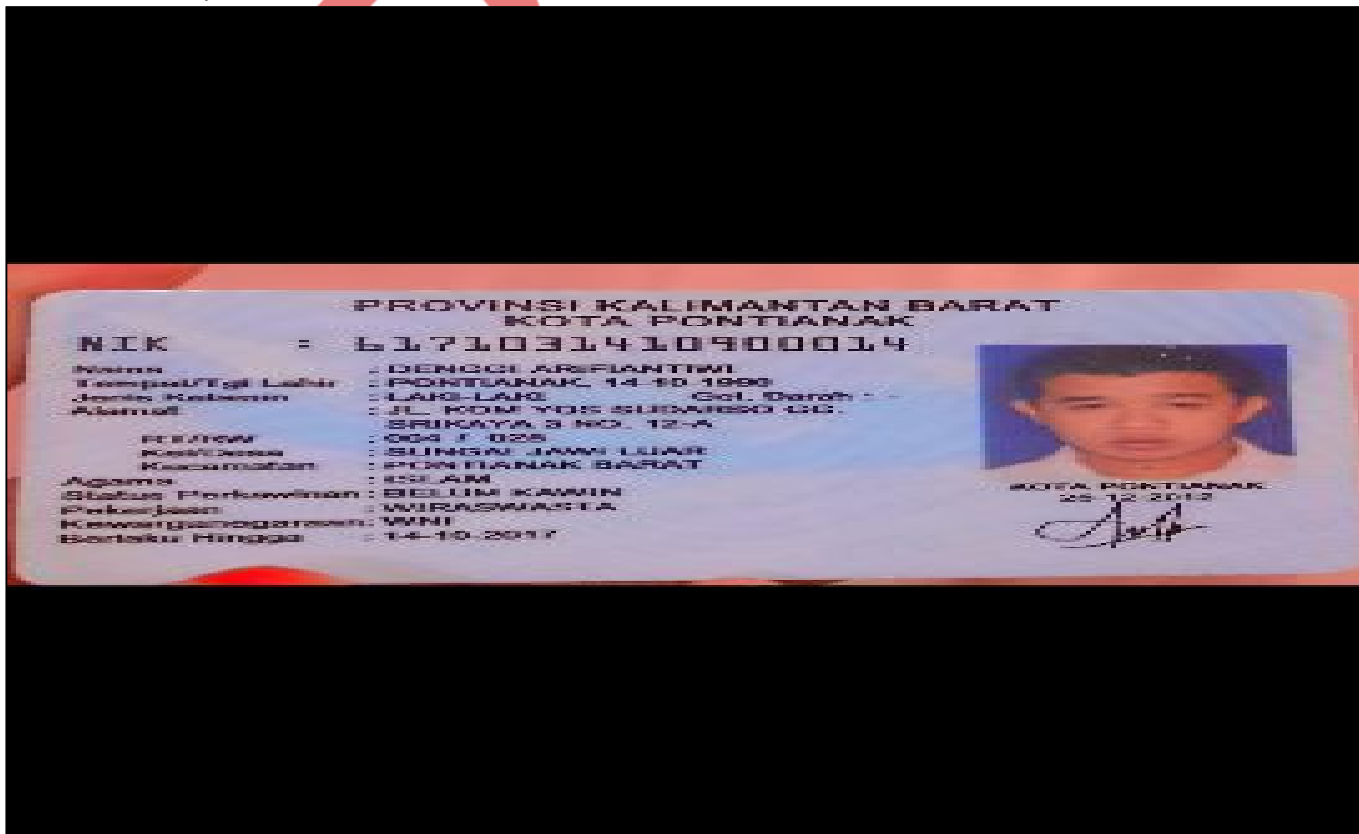 PROVINSI KALIMANTAN BARAT
KOTA PONTIANAK
NIK : 6171031410900014
Nama : DENGGI ARIFIANTIWI
Tempat/Tgl Lahir : PONTIANAK, 14-10-1990
Jenis Kelamin : LAKI-LAKI Gol. Darah : -
Alamat : JL. KOM YOS SUDARSO GG.
SRIKAYA 3 NO. 12-A
RT/RW : 004 / 025
Kel/Desa : SUNGAI JAWI LUAR
Kecamatan : PONTIANAK BARAT
Agama : ISLAM
Status Perkawinan : BELUM KAWIN
Pekerjaan : WIRASWASTA
Kewarganegaraan : WNI
Berlaku Hingga : 14-10-2017
KOTA PONTIANAK
26-12-2012